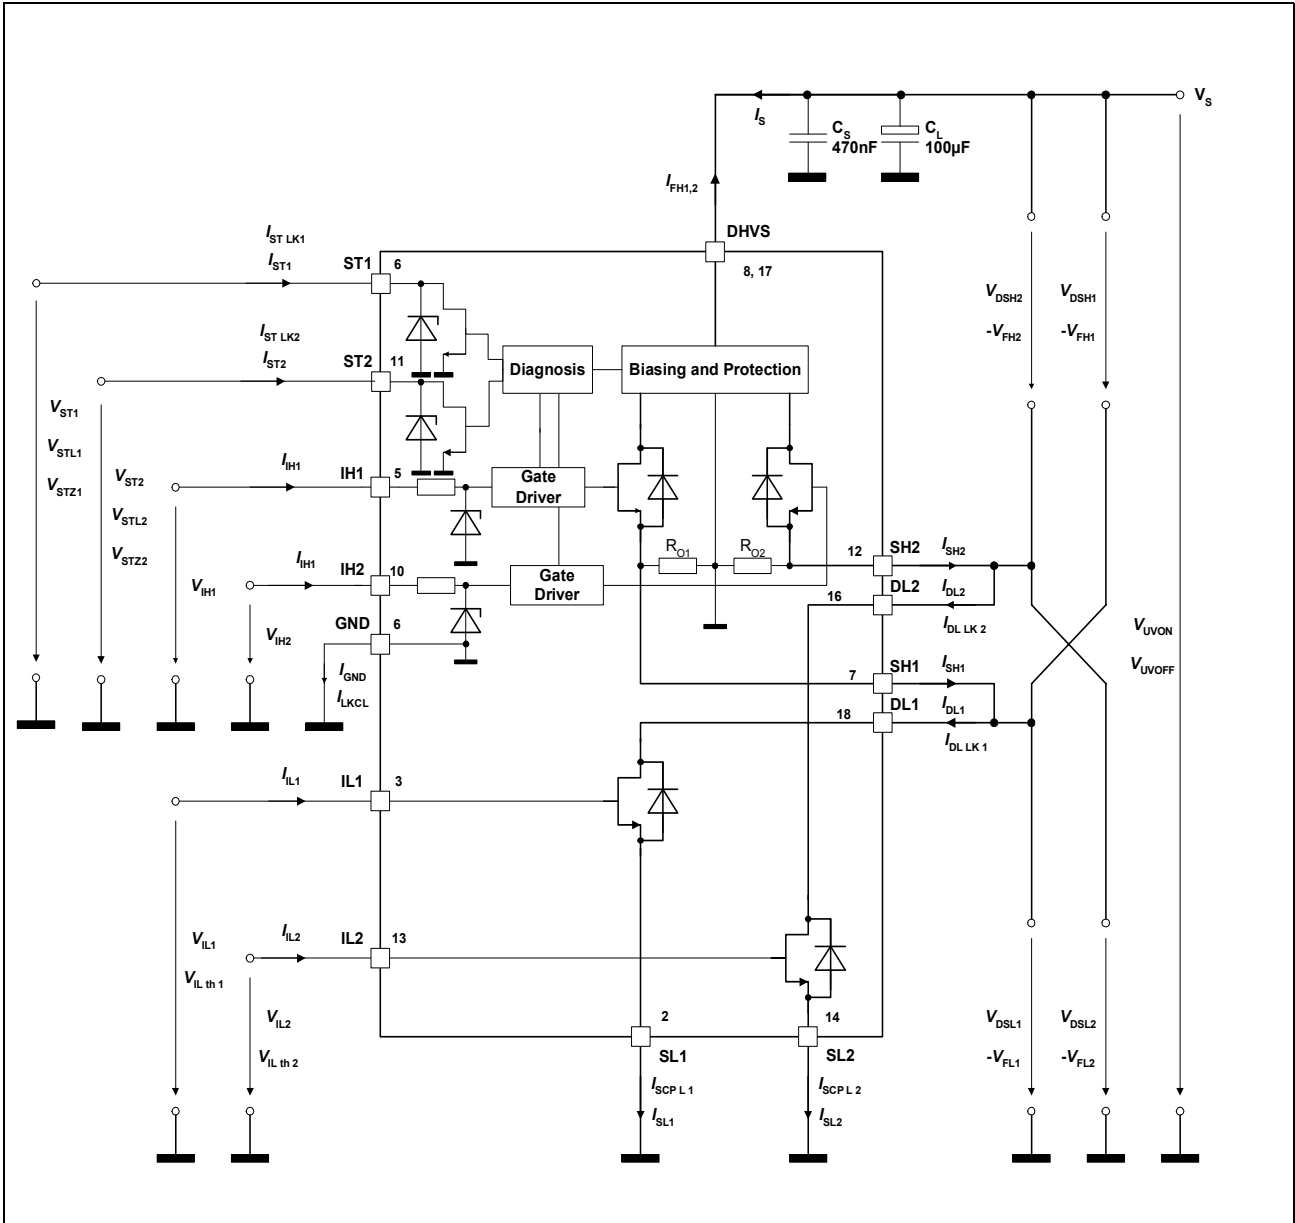 V_S
I_S
C_S
470nF
C_L
100µF
I_FH1,2
DHVS
8, 17
I_ST LK1
I_ST1
ST1
6
I_ST LK2
I_ST2
ST2
11
Diagnosis
Biasing and Protection
V_DSH2
-V_FH2
V_DSH1
-V_FH1
V_ST1
V_STL1
V_STZ1
V_ST2
V_STL2
V_STZ2
I_IH1
IH1
5
Gate
Driver
R_O1
R_O2
12
SH2
I_SH2
I_IH1
IH2
10
Gate
Driver
16
DL2
I_DL2
I_DL LK 2
V_IH1
V_IH2
GND
6
I_GND
I_LKCL
7
SH1
I_SH1
18
DL1
I_DL1
I_DL LK 1
V_UVON
V_UVOFF
I_IL1
IL1
3
V_IL1
V_IL th 1
I_IL2
IL2
13
V_IL2
V_IL th 2
2
SL1
14
SL2
I_SCP L 1
I_SL1
I_SCP L 2
I_SL2
V_DSL1
-V_FL1
V_DSL2
-V_FL2